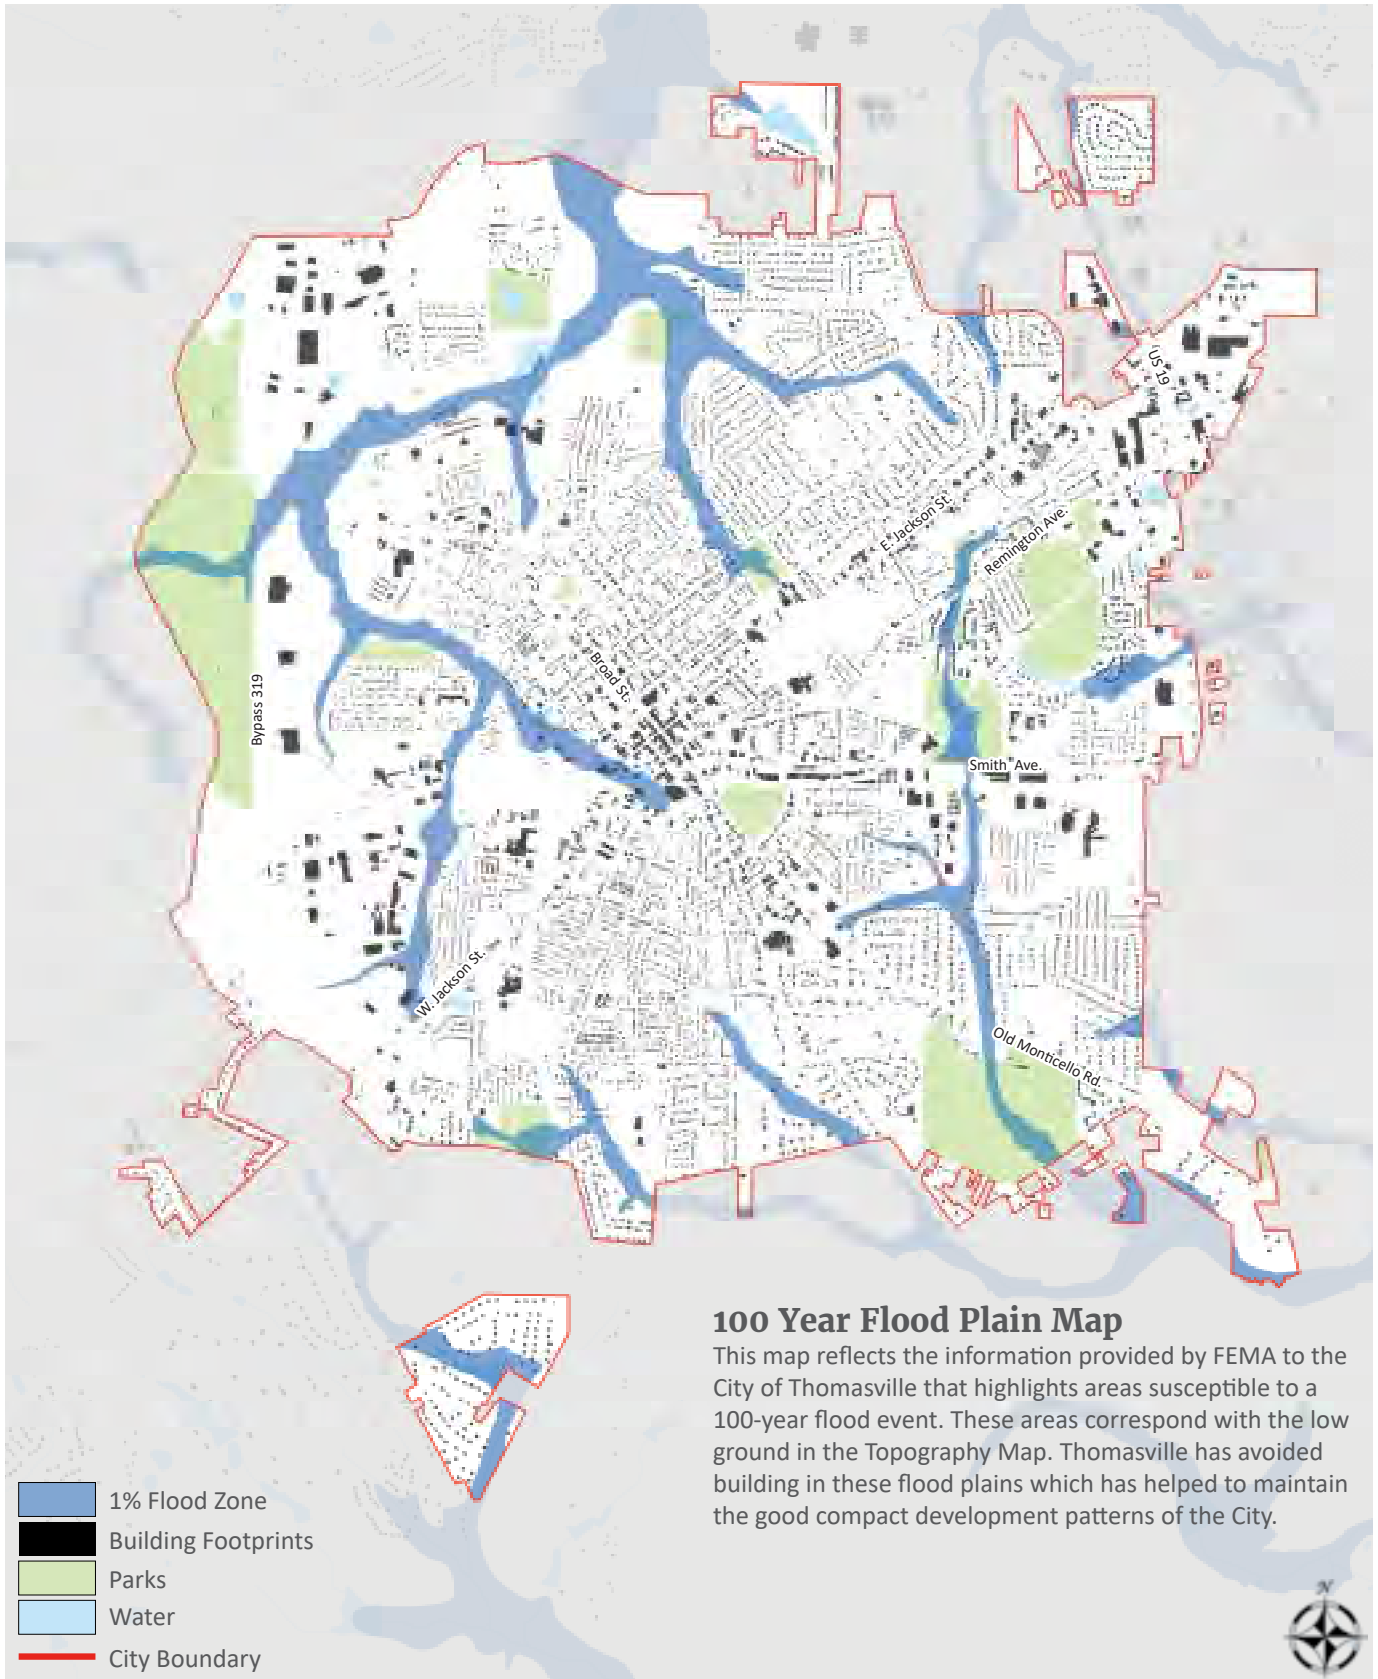 US 19
E. Jackson St.
Remington Ave.
Broad St.
Bypass 319
Smith Ave.
W. Jackson St.
Old Monticello Rd.
100 Year Flood Plain Map
This map reflects the information provided by FEMA to the
City of Thomasville that highlights areas susceptible to a
100-year flood event. These areas correspond with the low
ground in the Topography Map. Thomasville has avoided
building in these flood plains which has helped to maintain
the good compact development patterns of the City.
1% Flood Zone
Building Footprints
Parks
Water
City Boundary
N